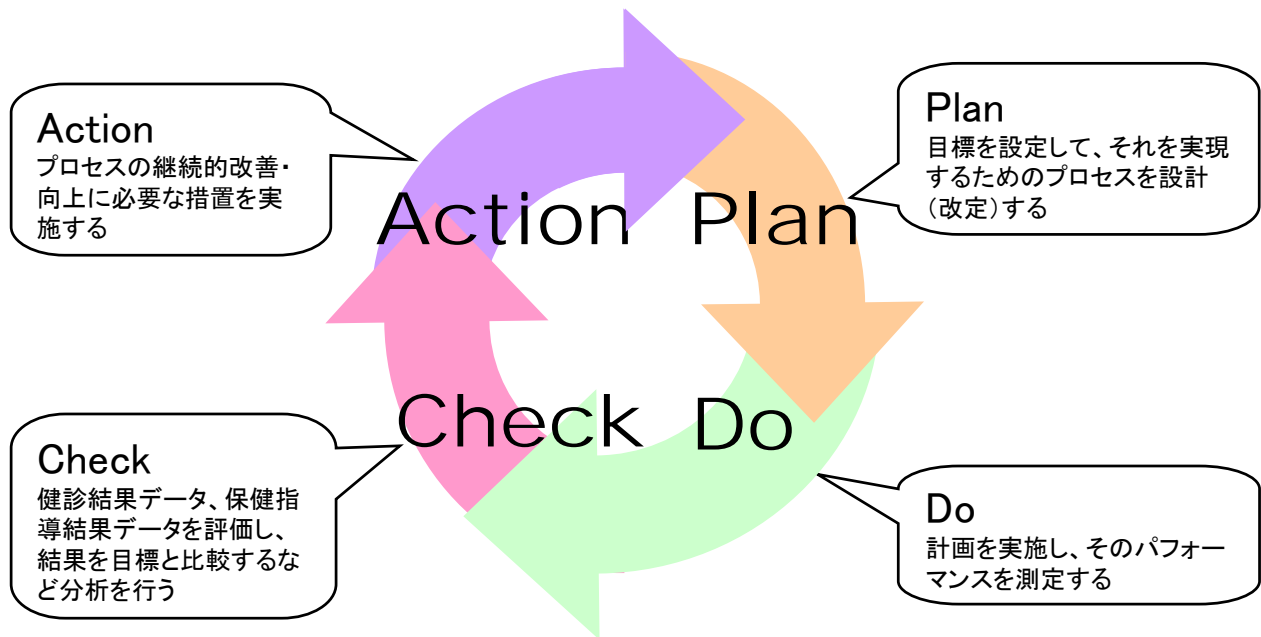 Action
プロセスの継続的改善・
向上に必要な措置を実
施する
Plan
目標を設定して、それを実現
するためのプロセスを設計
（改定）する
Action
Plan
Check
Do
Check
健診結果データ、保健指
導結果データを評価し、
結果を目標と比較するな
ど分析を行う
Do
計画を実施し、そのパフォー
マンスを測定する